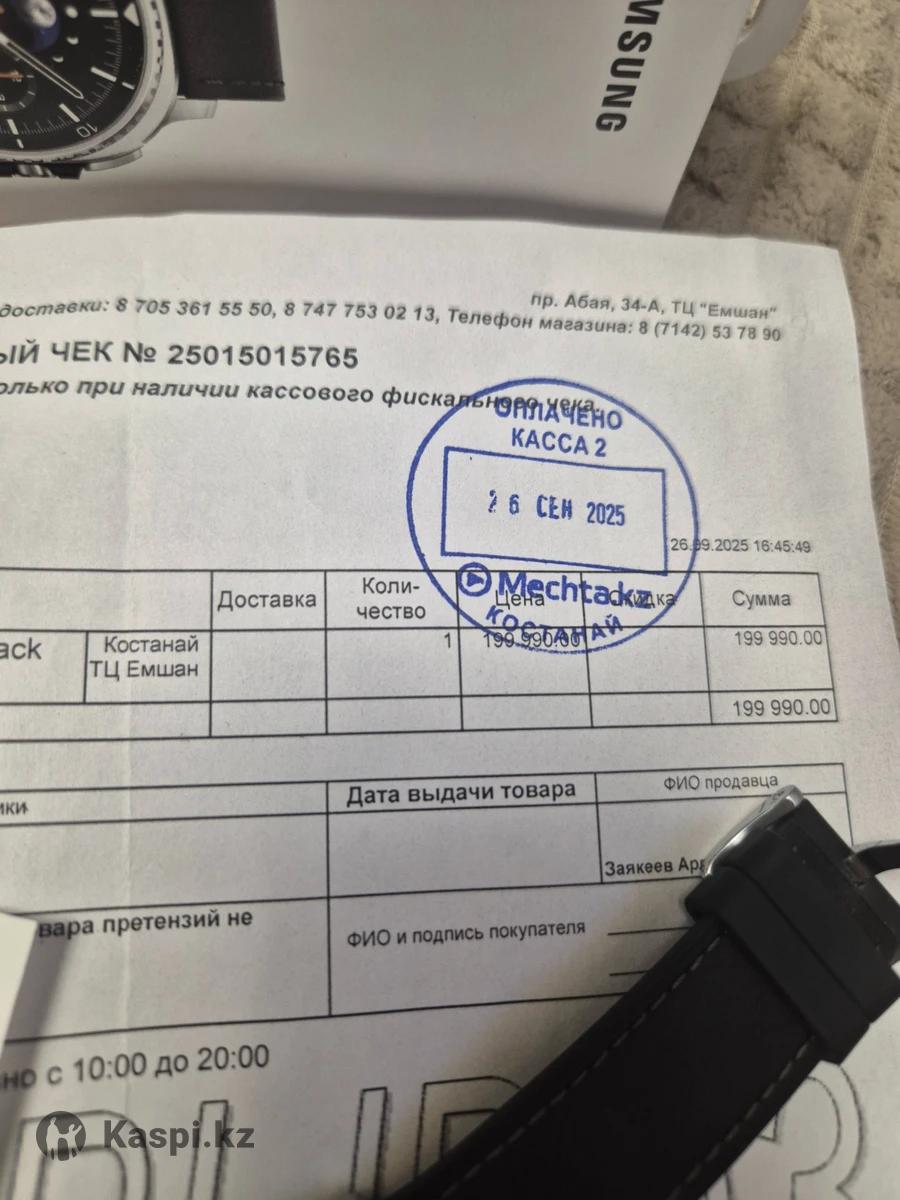 SAMSUNG
10
пр. Абая, 34-А, ТЦ "Емшан"
доставки: 8 705 361 55 50, 8 747 753 02 13, Телефон магазина: 8 (7142) 53 78 90
ЫЙ ЧЕК № 25015015765
олько при наличии кассового фискального чека.
ОПЛАЧЕНО
КАССА 2
26 СЕН 2025
26.09.2025 16:45:49
Mechta.kz
КОСТАНАЙ
Доставка Коли-чество Цена Скидка Сумма
ack Костанай ТЦ Емшан 1 199 990.00 199 990.00
199 990.00
ики Дата выдачи товара ФИО продавца
Заякеев
вара претензий не
ФИО и подпись покупателя
но с 10:00 до 20:00
Kaspi.kz